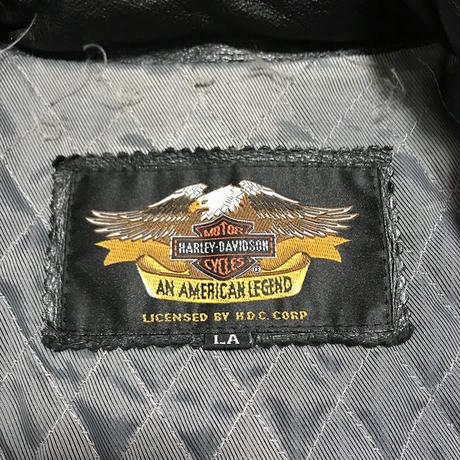 MOTOR
HARLEY-DAVIDSON
CYCLES
®
AN AMERICAN LEGEND
LICENSED BY H.D.C. CORP
LA